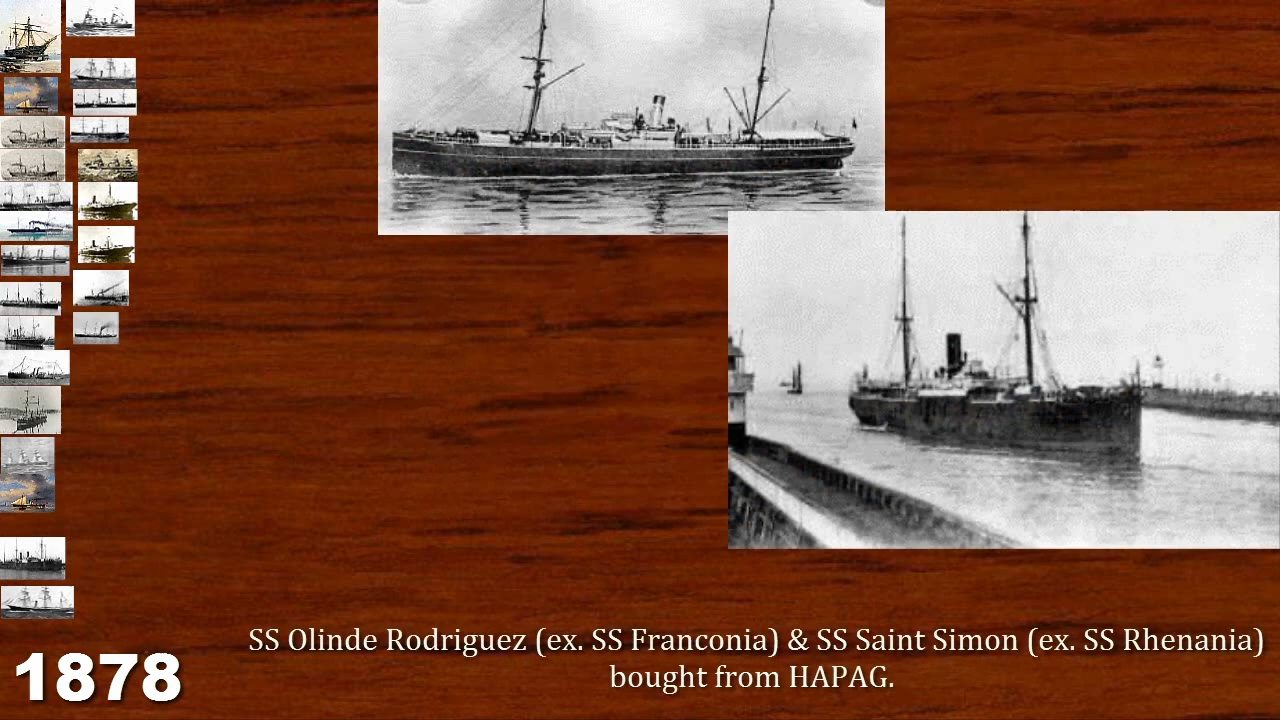 SS Olinde Rodriguez (ex. SS Franconia) & SS Saint Simon (ex. SS Rhenania)
bought from HAPAG.
1878